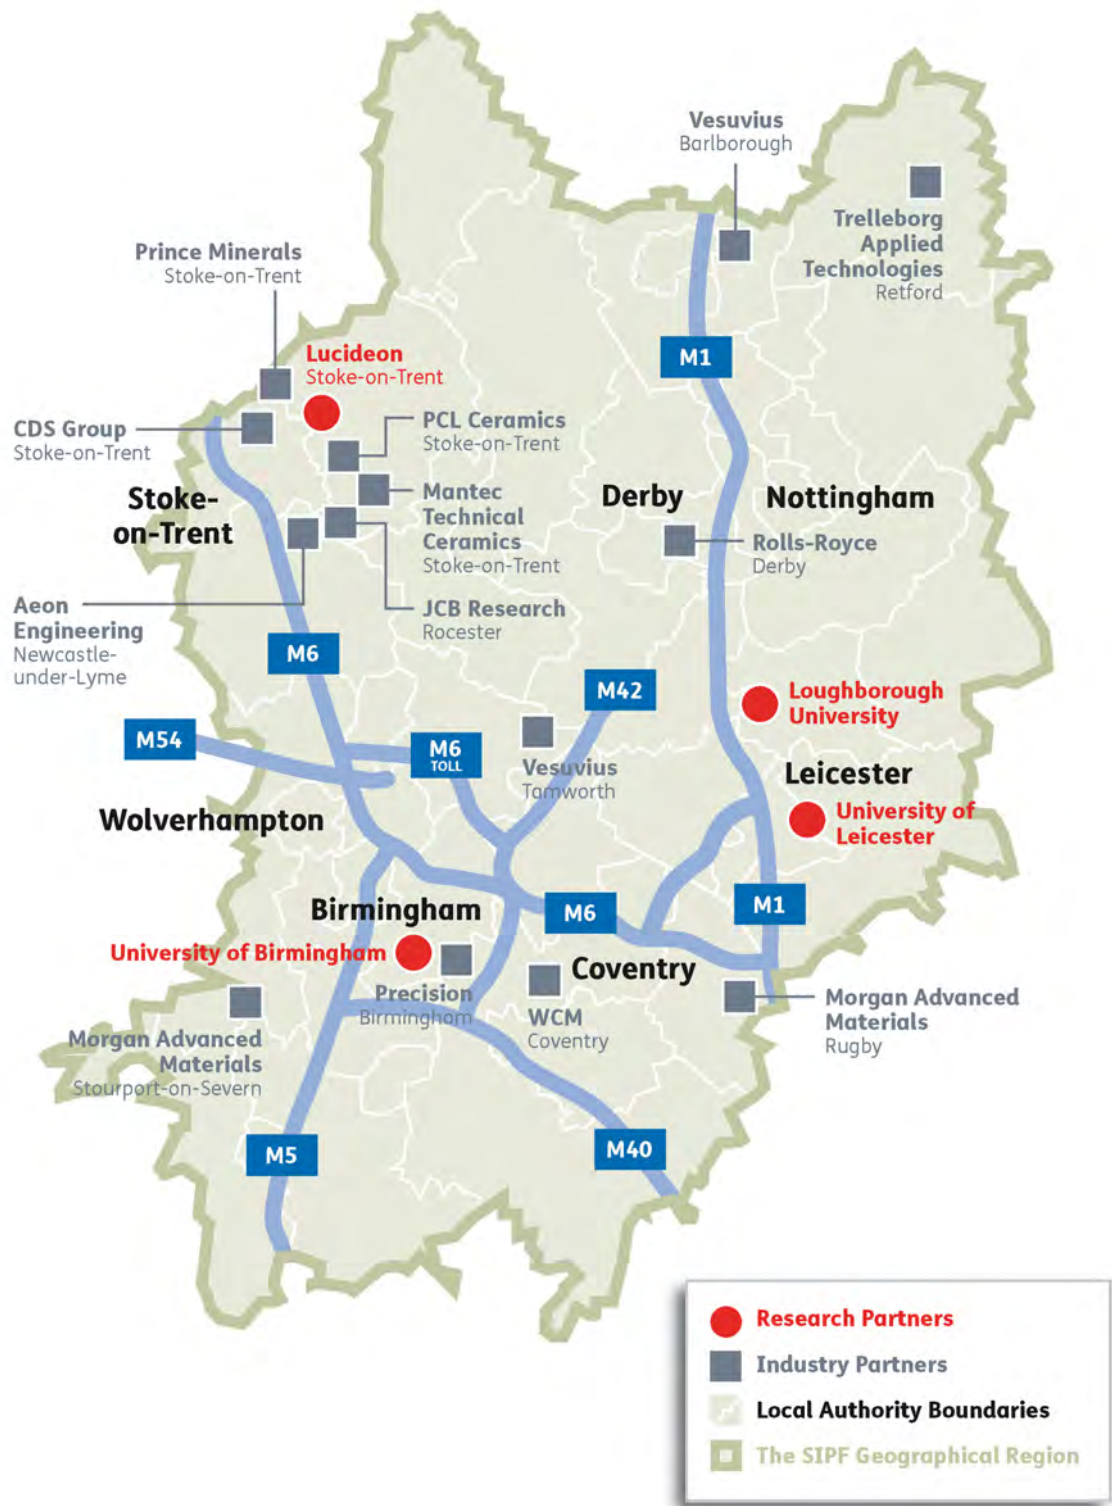 Vesuvius
Barlborough
Trelleborg
Applied
Technologies
Retford
Prince Minerals
Stoke-on-Trent
Lucideon
Stoke-on-Trent
M1
CDS Group
Stoke-on-Trent
PCL Ceramics
Stoke-on-Trent
Stoke-
on-Trent
Mantec
Technical
Ceramics
Stoke-on-Trent
Derby
Nottingham
Rolls-Royce
Derby
Aeon
Engineering
Newcastle-
under-Lyme
JCB Research
Rocester
M6
M42
Loughborough
University
M54
M6
TOLL
Vesuvius
Tamworth
Leicester
University of
Leicester
Wolverhampton
Birmingham
M6
M1
University of Birmingham
Precision
Birminghom
Coventry
WCM
Coventry
Morgan Advanced
Materials
Rugby
Morgan Advanced
Materials
Stourport-on-Severn
M5
M40
Research Partners
Industry Partners
Local Authority Boundaries
The SIPF Geographical Region